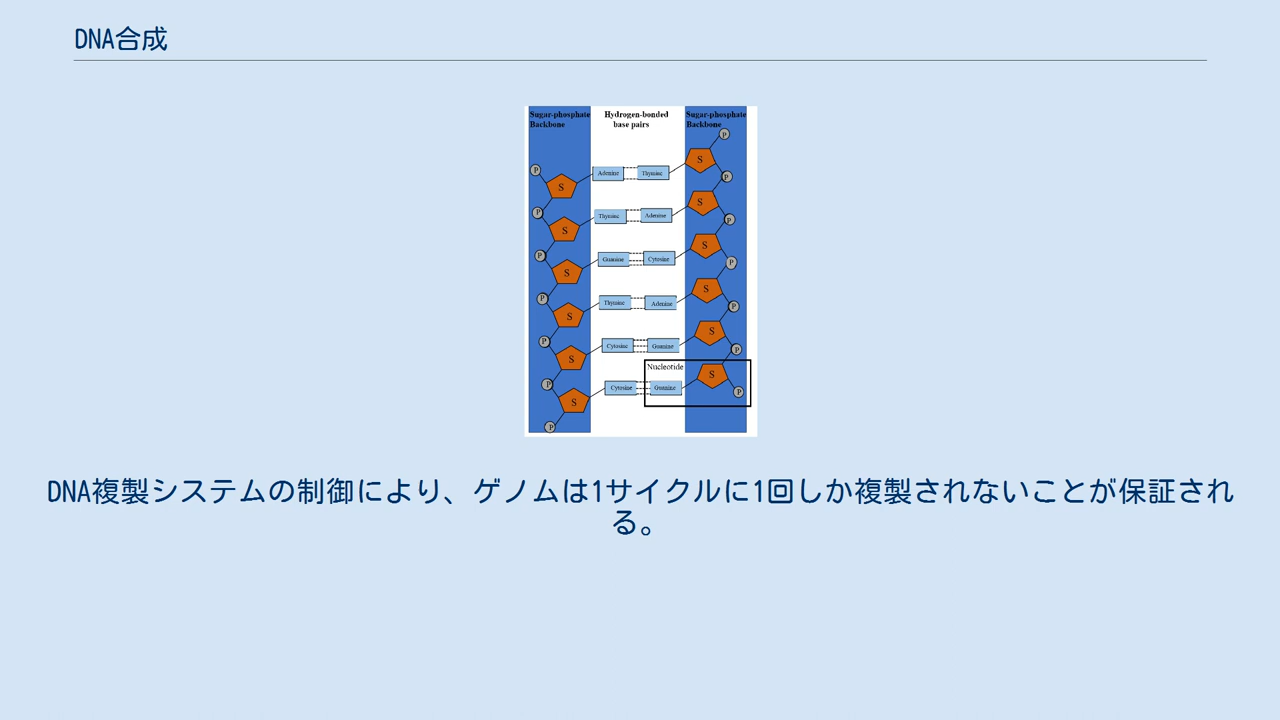 DNA合成
Sugar-phosphate Hydrogen-bonded Sugar-phosphate
Backbone base pairs Backbone
P
P S Adenine Thymine S P
P S Thymine Adenine S P
P S Guanine Cytosine S P
P S Thymine Adenine S P
P S Cytosine Guanine S P
Nucleotide
P S Cytosine Guanine S P
P
DNA複製システムの制御により、ゲノムは1サイクルに1回しか複製されないことが保証され
る。